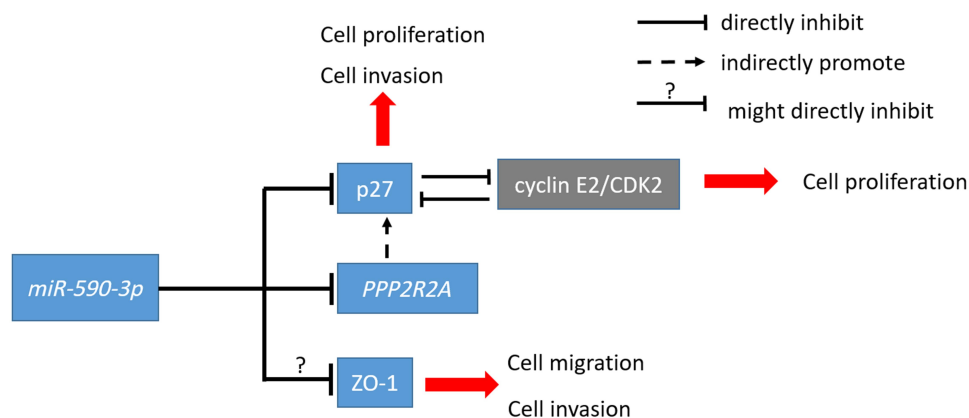 Cell proliferation
Cell invasion
directly inhibit
indirectly promote
?
might directly inhibit
p27
cyclin E2/CDK2
Cell proliferation
miR-590-3p
PPP2R2A
?
ZO-1
Cell migration
Cell invasion